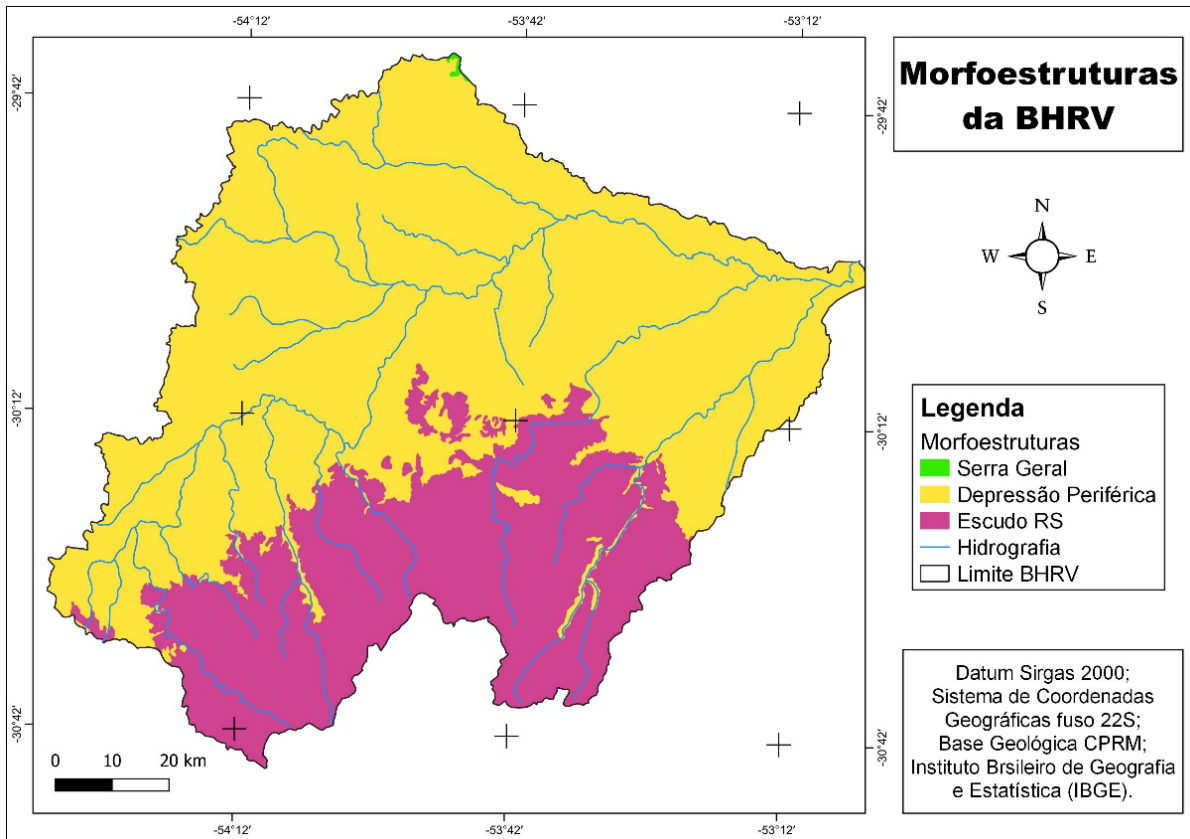 -54°12'
-53°42'
-53°12'
-29°42'
-29°42'
-30°12'
-30°12'
-30°42'
-30°42'
0 10 20 km
-54°12'
-53°42'
-53°12'
Morfoestruturas
da BHRV
N
W E
S
Legenda
Morfoestruturas
Serra Geral
Depressão Periférica
Escudo RS
Hidrografia
Limite BHRV
Datum Sirgas 2000;
Sistema de Coordenadas
Geográficas fuso 22S;
Base Geológica CPRM;
Instituto Brsileiro de Geografia
e Estatística (IBGE).